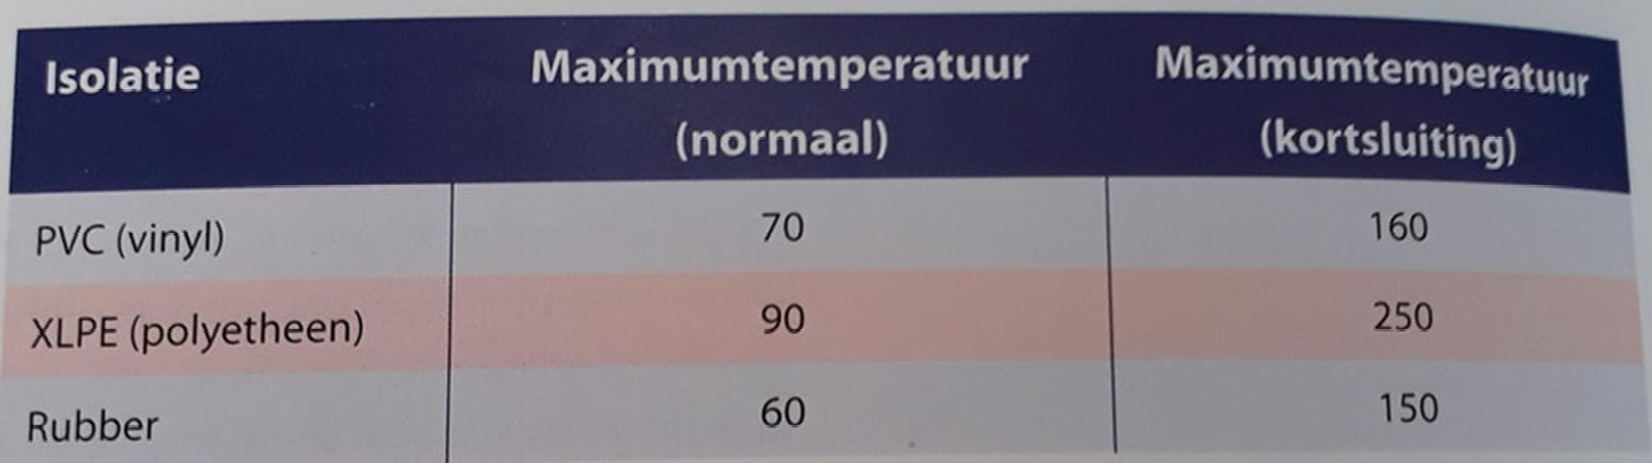 Isolatie Maximumtemperatuur Maximumtemperatuur
(normaal) (kortsluiting)
PVC (vinyl) 70 160
XLPE (polyetheen) 90 250
Rubber 60 150